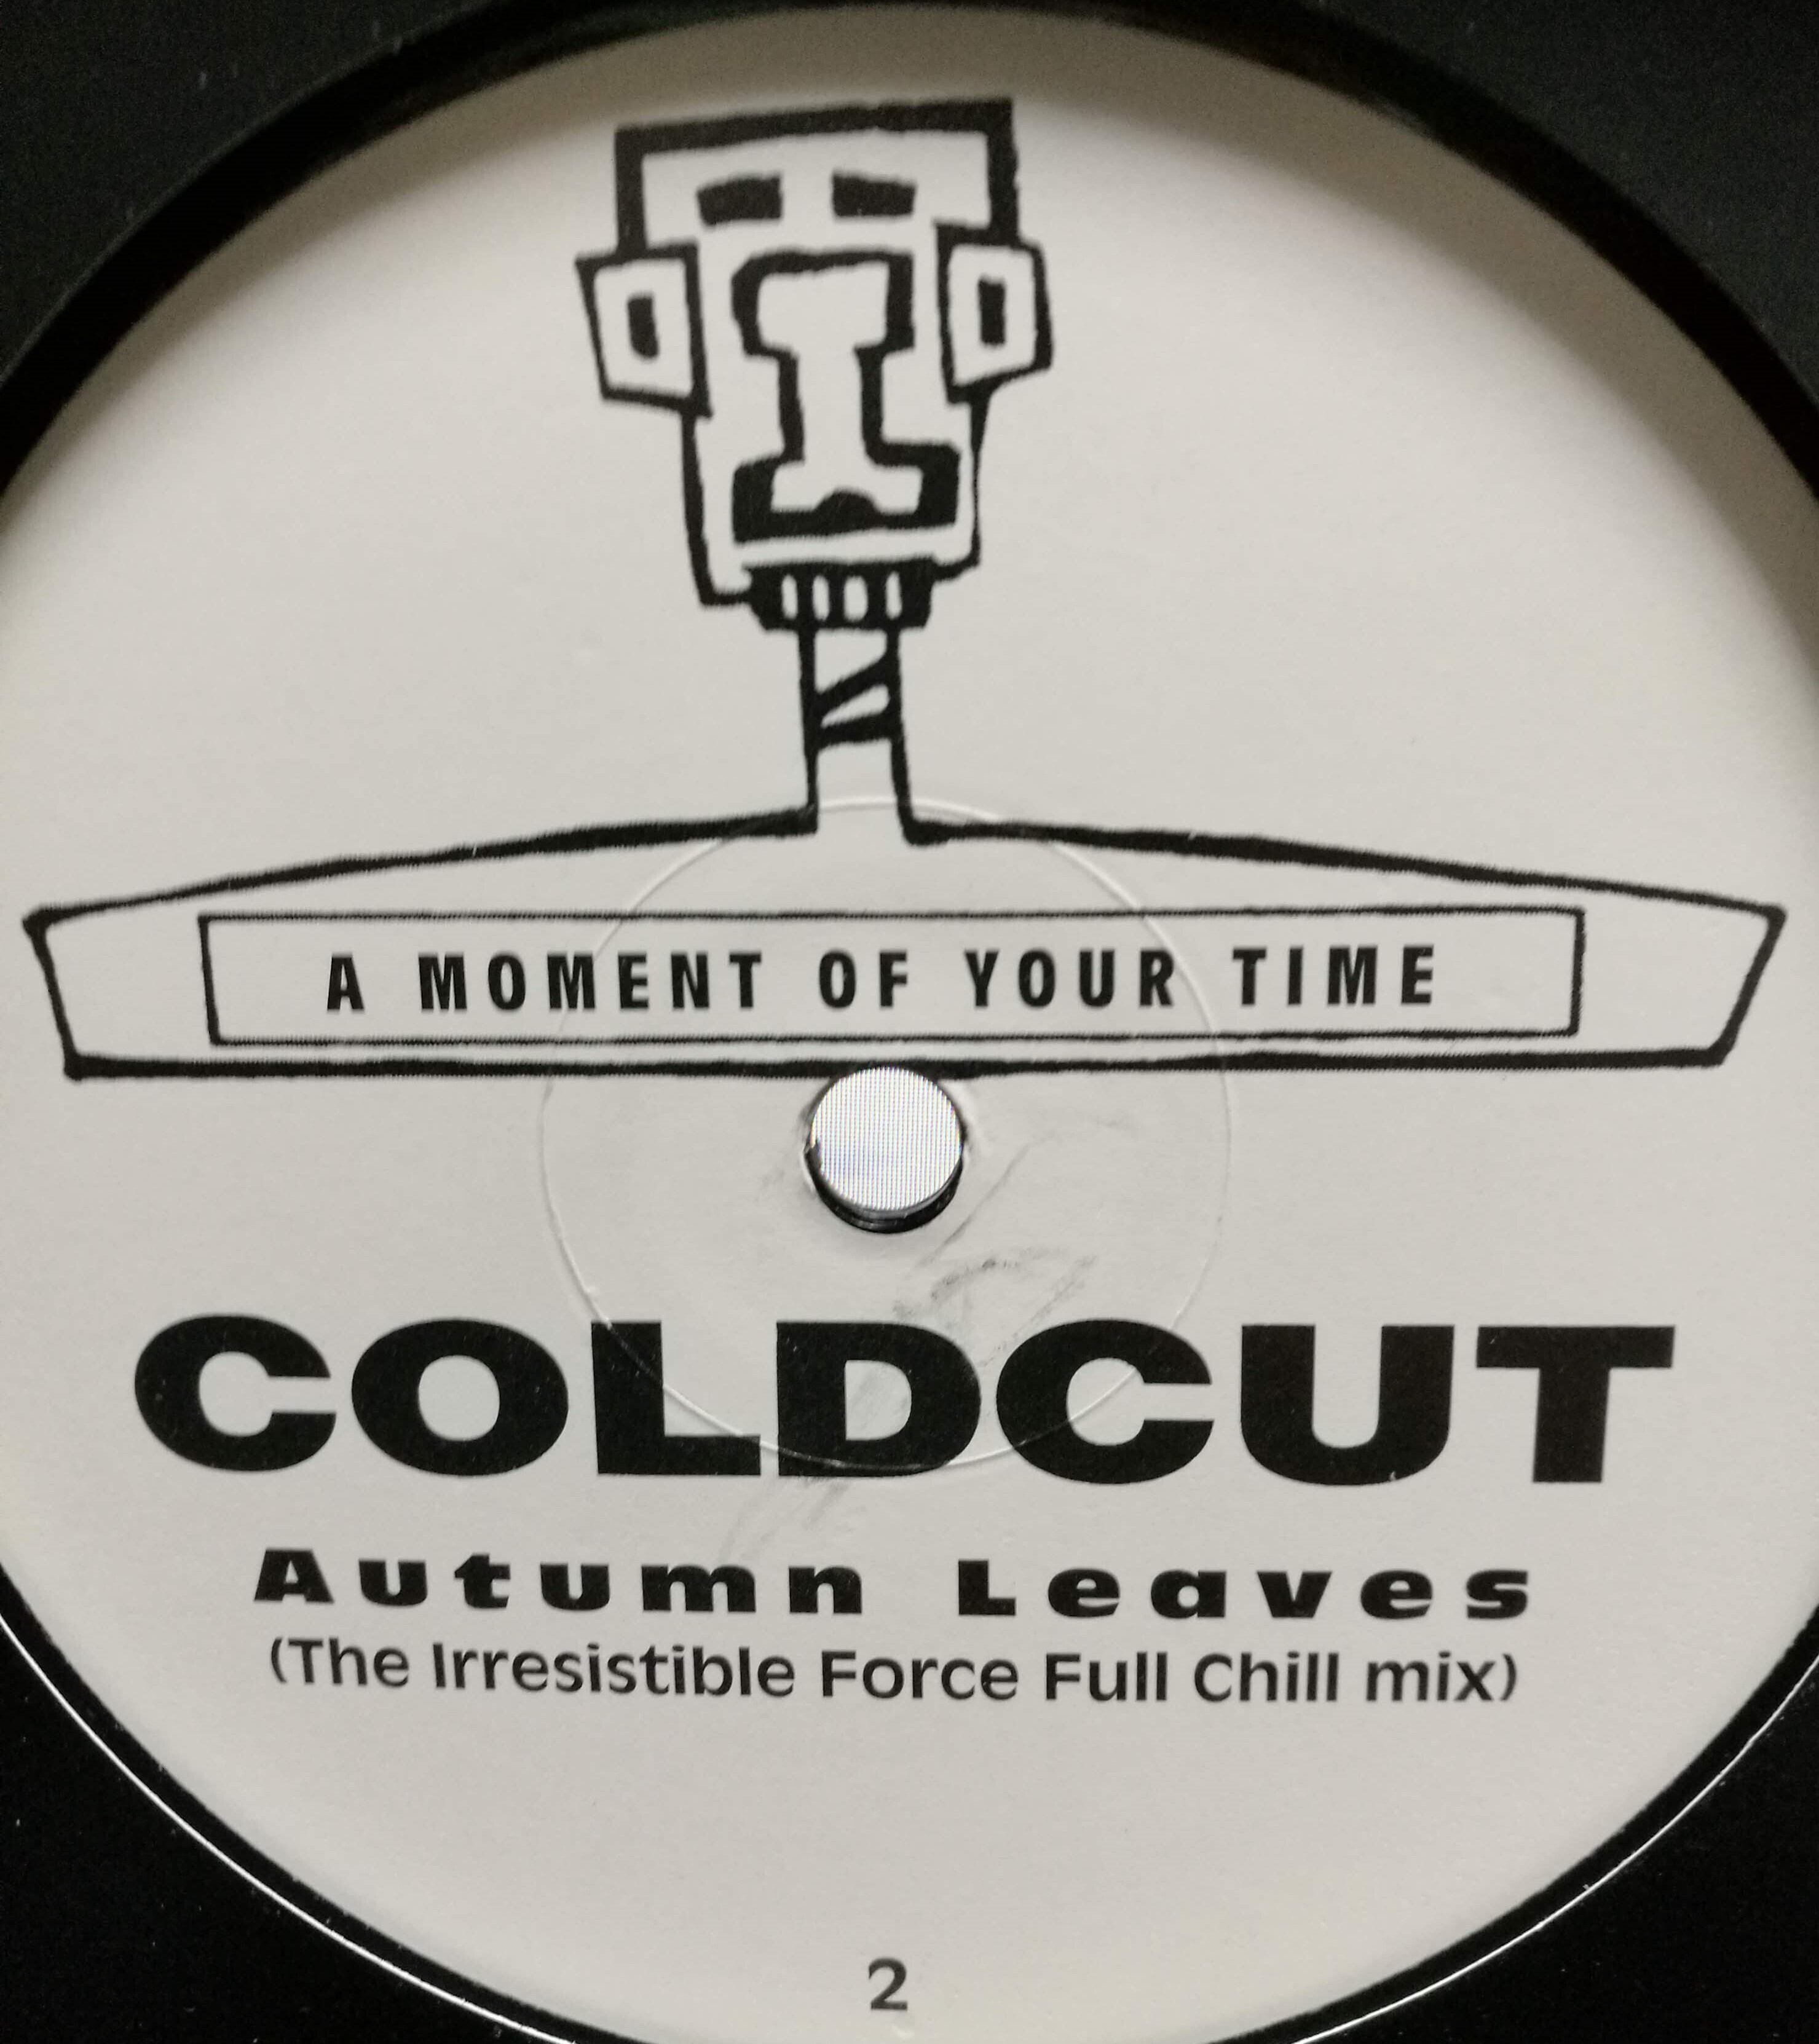 A MOMENT OF YOUR TIME
COLDCUT
Autumn Leaves
(The Irresistible Force Full Chill mix)
2